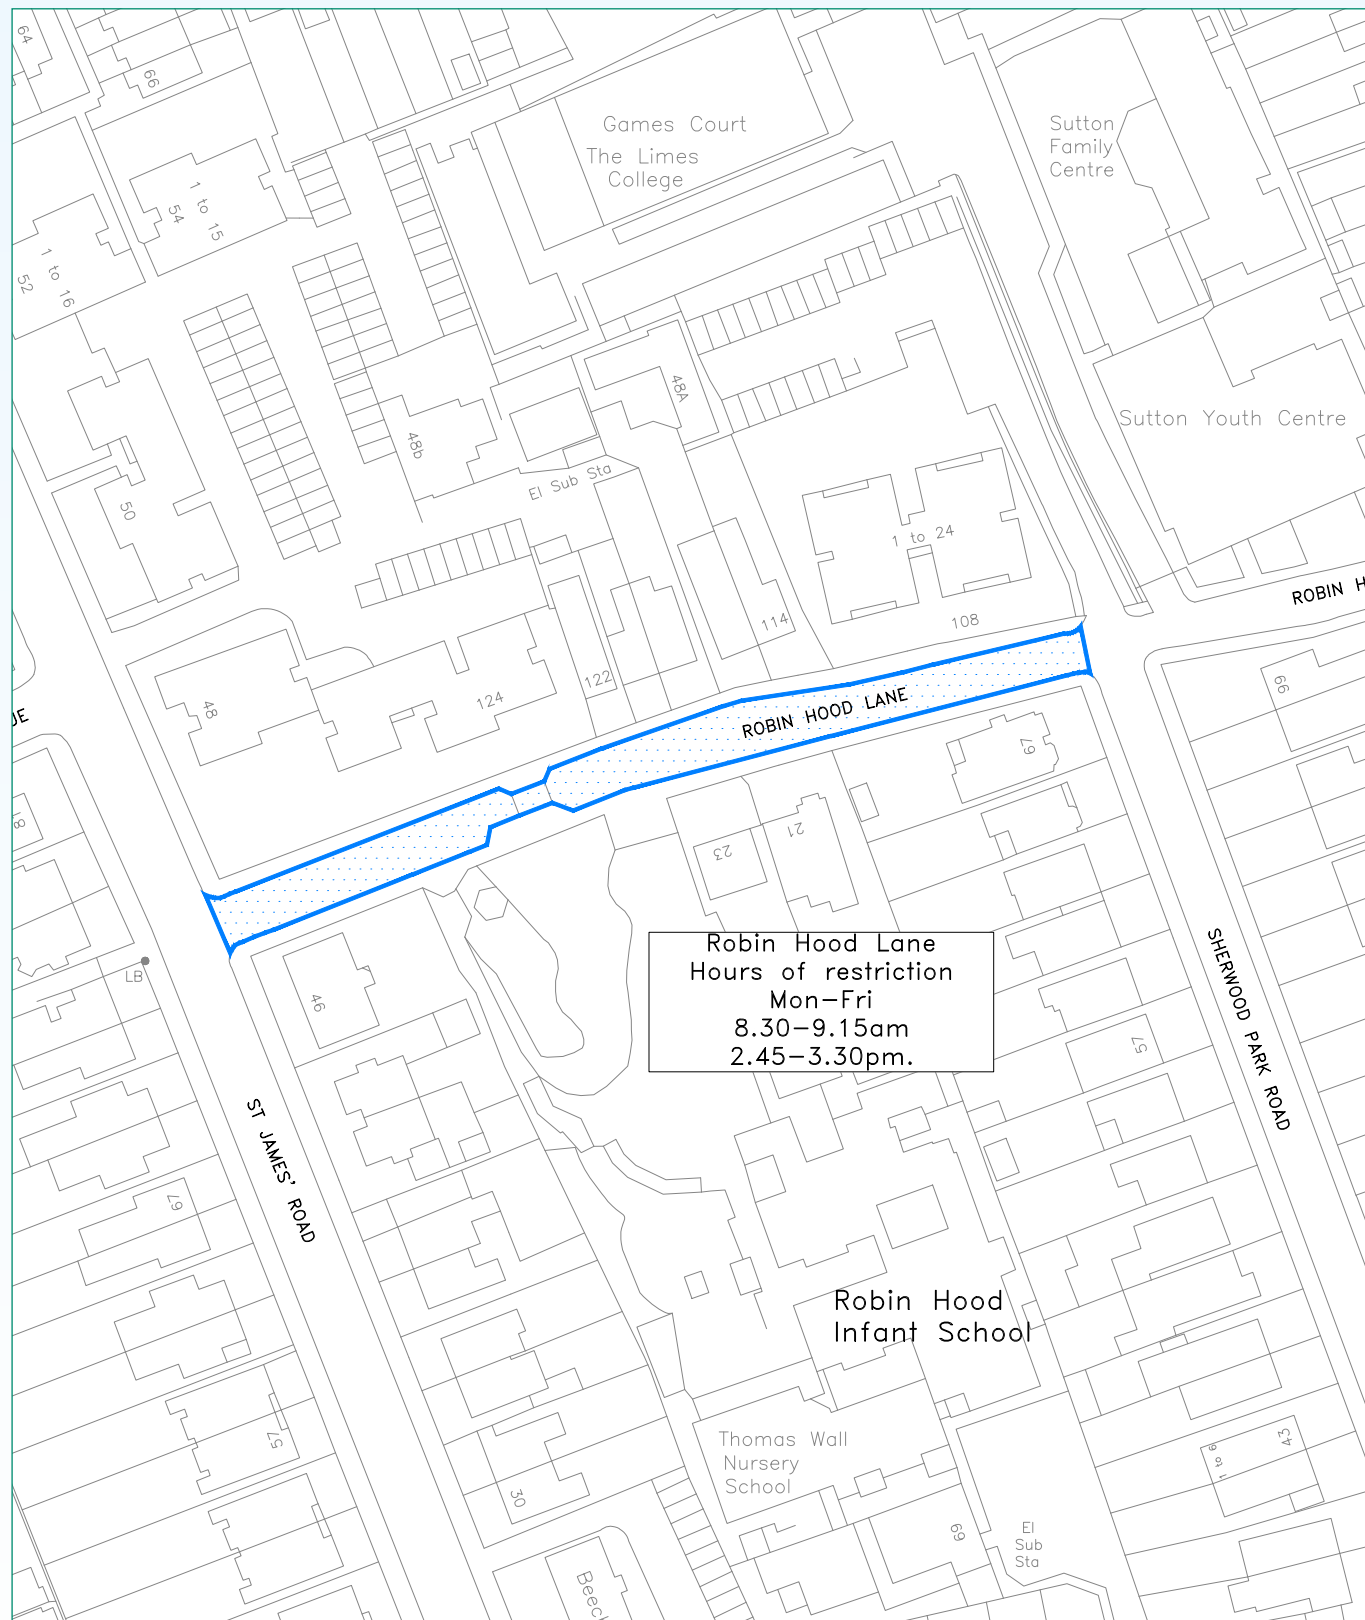 64
66
Games Court
The Limes
College
Sutton
Family
Centre
1 to 15
54
1 to 16
52
48A
Sutton Youth Centre
48b
El Sub Sta
50
1 to 24
ROBIN H
114
108
122
124
48
99
ROBIN HOOD LANE
JE
67
18
21
23
Robin Hood Lane
Hours of restriction
Mon-Fri
8.30-9.15am
2.45-3.30pm.
LB
46
SHERWOOD PARK ROAD
57
ST JAMES' ROAD
67
Robin Hood
Infant School
57
Thomas Wall
Nursery
School
43
1 to 6
30
69
El
Sub
Sta
Beech